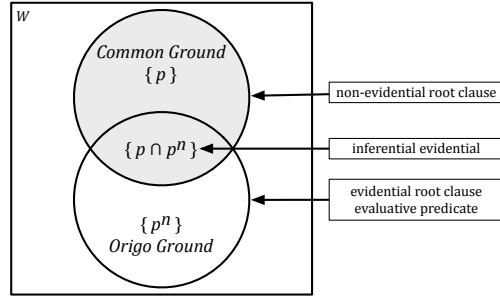 W
Common Ground
{ p }
non-evidential root clause
{ p ∩ pⁿ }
inferential evidential
evidential root clause
evaluative predicate
{ pⁿ }
Origo Ground